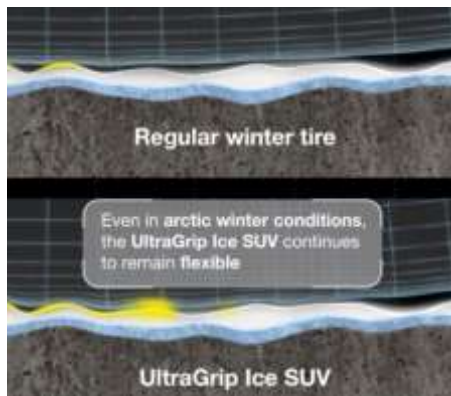 Regular winter tire
Even in arctic winter conditions,
the UltraGrip Ice SUV continues
to remain flexible
UltraGrip Ice SUV